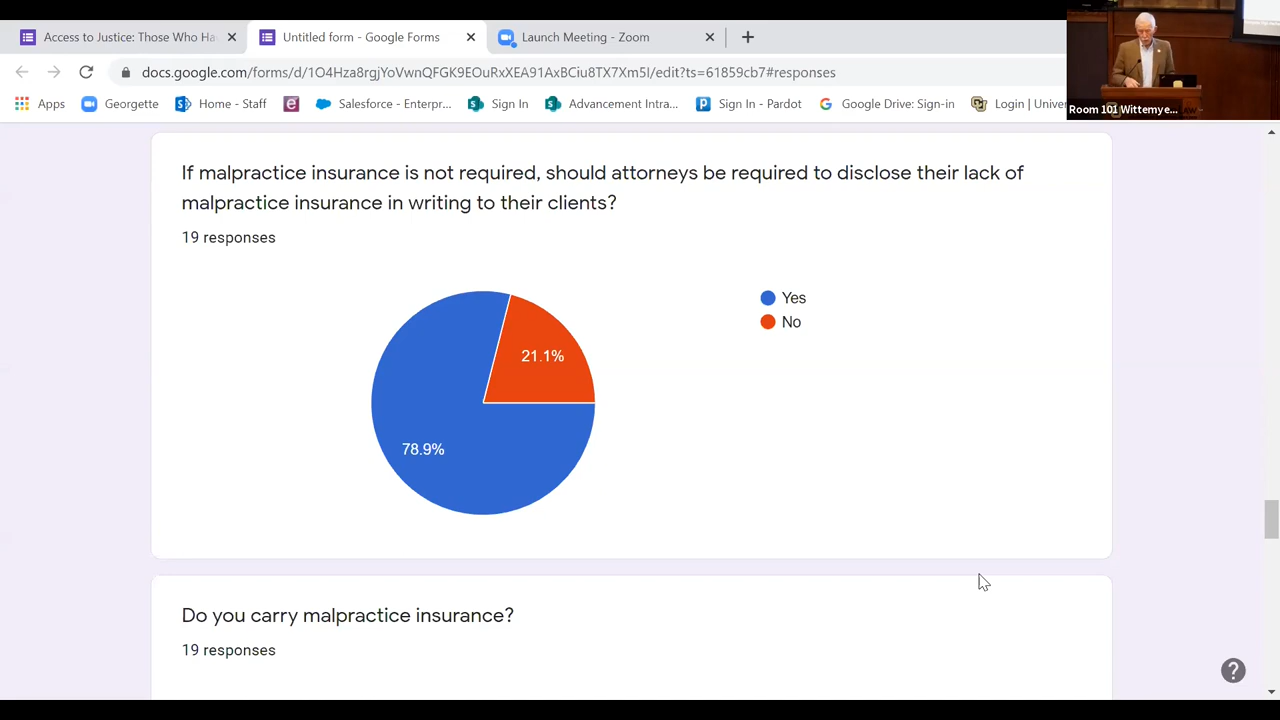 Access to Justice: Those Who Ha
Untitled form - Google Forms
Launch Meeting - Zoom
docs.google.com/forms/d/1O4Hza8rgjYoVwnQFGK9EOuRxXEA91AxBCiu8TX7Xm5I/edit?ts=61859cb7#responses
Apps
Georgette
Home - Staff
Salesforce - Enterpr...
Sign In
Advancement Intra...
Sign In - Pardot
Google Drive: Sign-in
Login | Univer
Room 101 Wittemye...
If malpractice insurance is not required, should attorneys be required to disclose their lack of
malpractice insurance in writing to their clients?
19 responses
Yes
No
21.1%
78.9%
Do you carry malpractice insurance?
19 responses